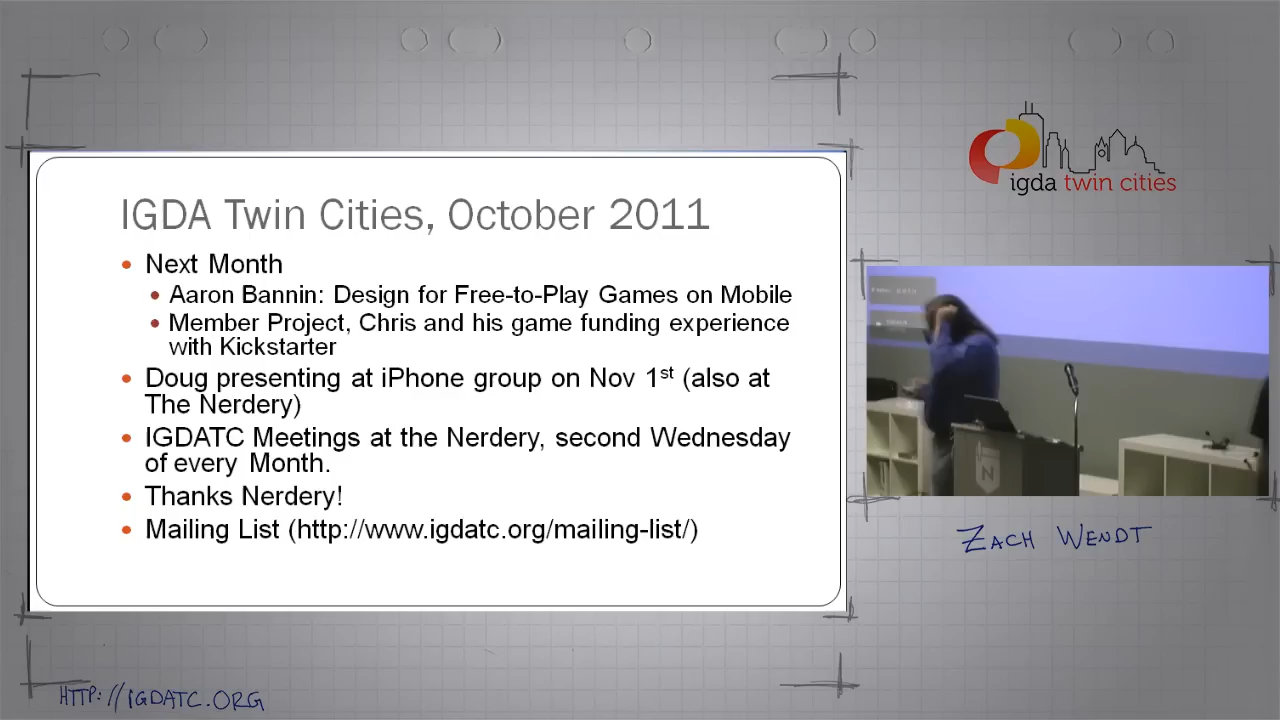 IGDA Twin Cities, October 2011
Next Month
Aaron Bannin: Design for Free-to-Play Games on Mobile
Member Project, Chris and his game funding experience
with Kickstarter
Doug presenting at iPhone group on Nov 1st (also at
The Nerdery)
IGDATC Meetings at the Nerdery, second Wednesday
of every Month.
Thanks Nerdery!
Mailing List (http://www.igdatc.org/mailing-list/)
igda twin cities
N
ZACH WENDT
HTTP://IGDATC.ORG